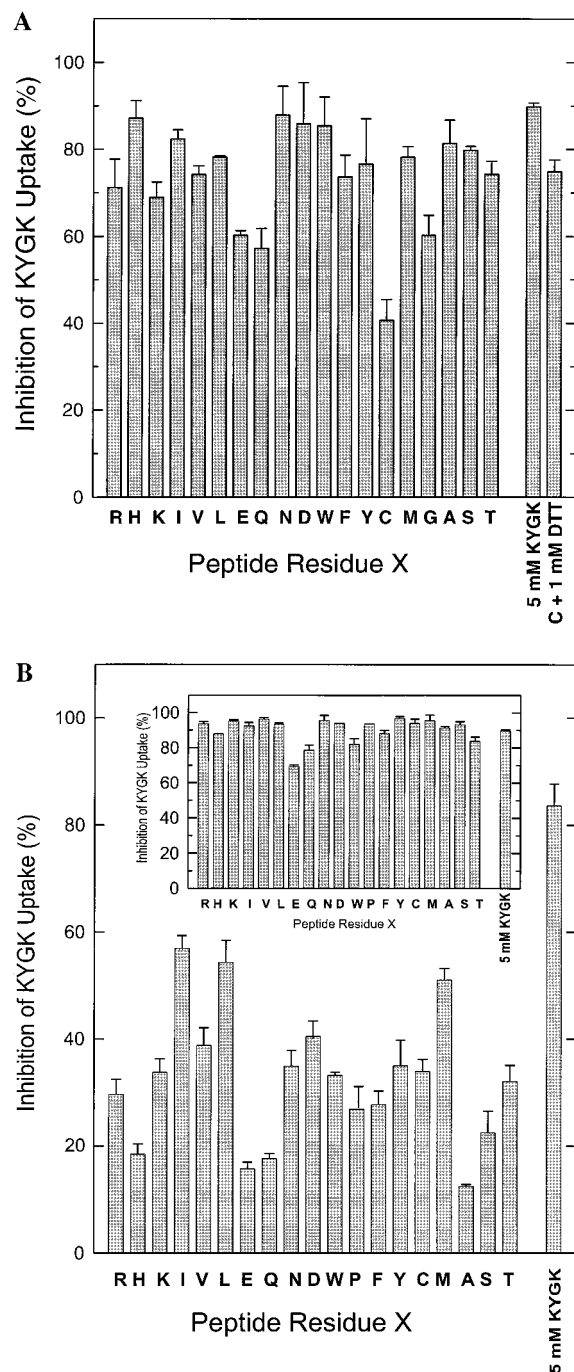 A
Inhibition of KYGK Uptake (%)
100
80
60
40
20
0
R H K I V L E Q N D W F Y C M G A S T
5 mM KYGK
C + 1 mM DTT
Peptide Residue X
B
Inhibition of KYGK Uptake (%)
100
80
60
40
20
0
Inhibition of KYGK Uptake (%)
100
80
60
40
20
0
R H K I V L E Q N D W P F Y C M A S T
5 mM KYGK
Peptide Residue X
R H K I V L E Q N D W P F Y C M A S T
5 mM KYGK
Peptide Residue X